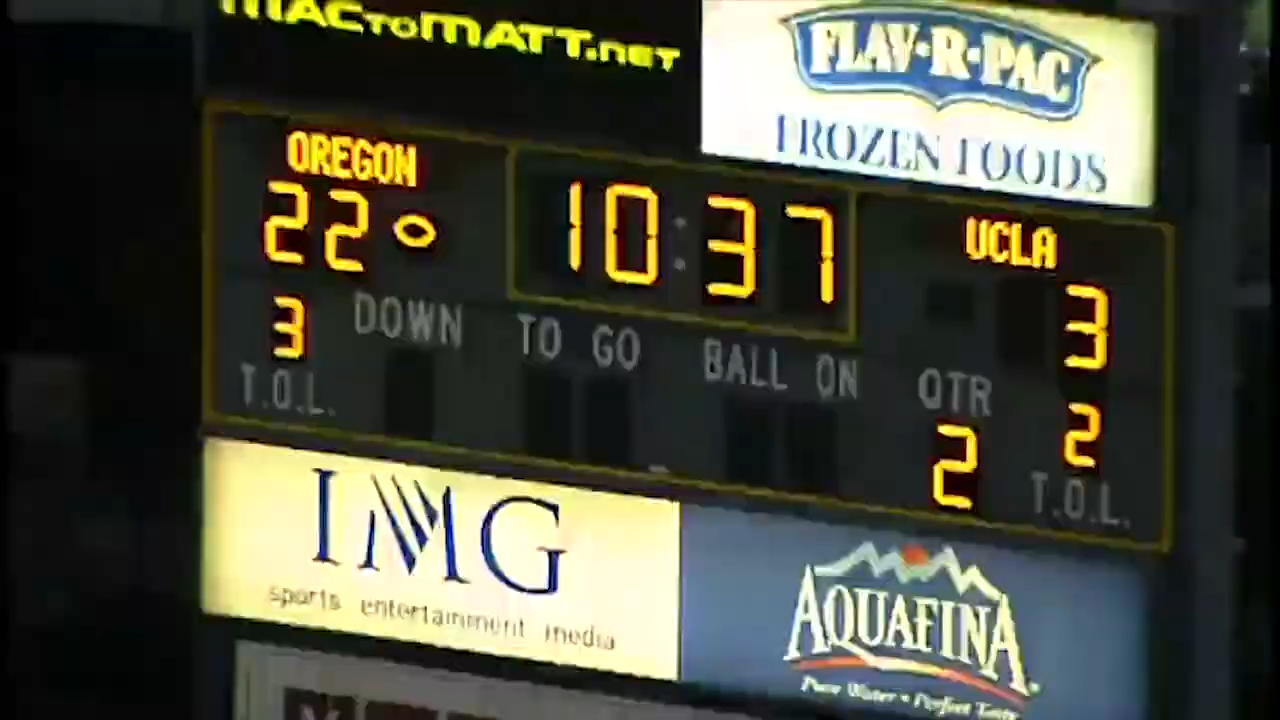 MACTOMATT.NET
FLAV·R·PAC
FROZEN FOODS
OREGON
UCLA
22
10:37
3
3
DOWN TO GO BALL ON QTR
2
2
T.O.L.
T.O.L.
IMG
sports entertainment media
AQUAFINA
Pure Water • Perfect Taste